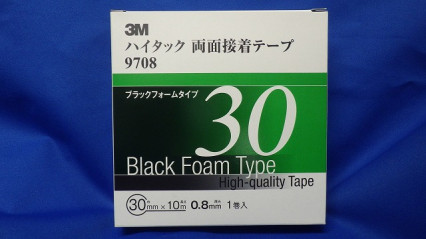 3M
ハイタック 両面接着テープ
9708
ブラックフォームタイプ
30
Black Foam Type
High-quality Tape
30mm×10m 0.8mm 1巻入